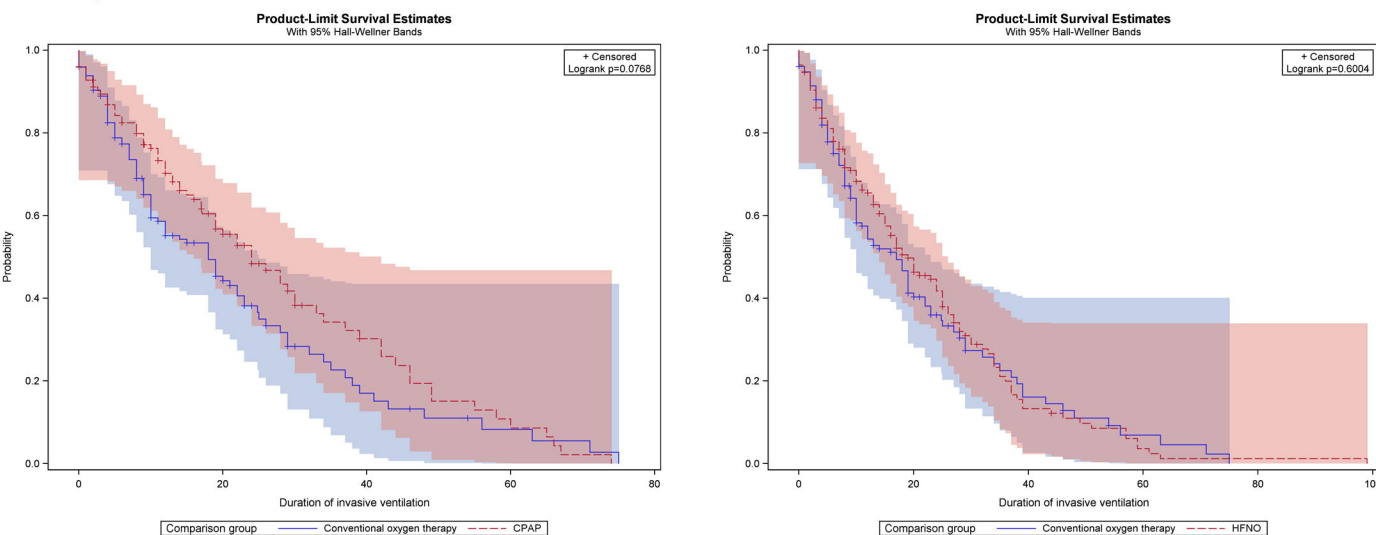 Product-Limit Survival Estimates
With 95% Hall-Wellner Bands
+ Censored
Logrank p=0.0768
1.0
0.8
0.6
0.4
0.2
0.0
Probability
0 20 40 60 80
Duration of invasive ventilation
Comparison group Conventional oxygen therapy CPAP
Product-Limit Survival Estimates
With 95% Hall-Wellner Bands
+ Censored
Logrank p=0.6004
1.0
0.8
0.6
0.4
0.2
0.0
Probability
0 20 40 60 80
Duration of invasive ventilation
Comparison group Conventional oxygen therapy HFNO